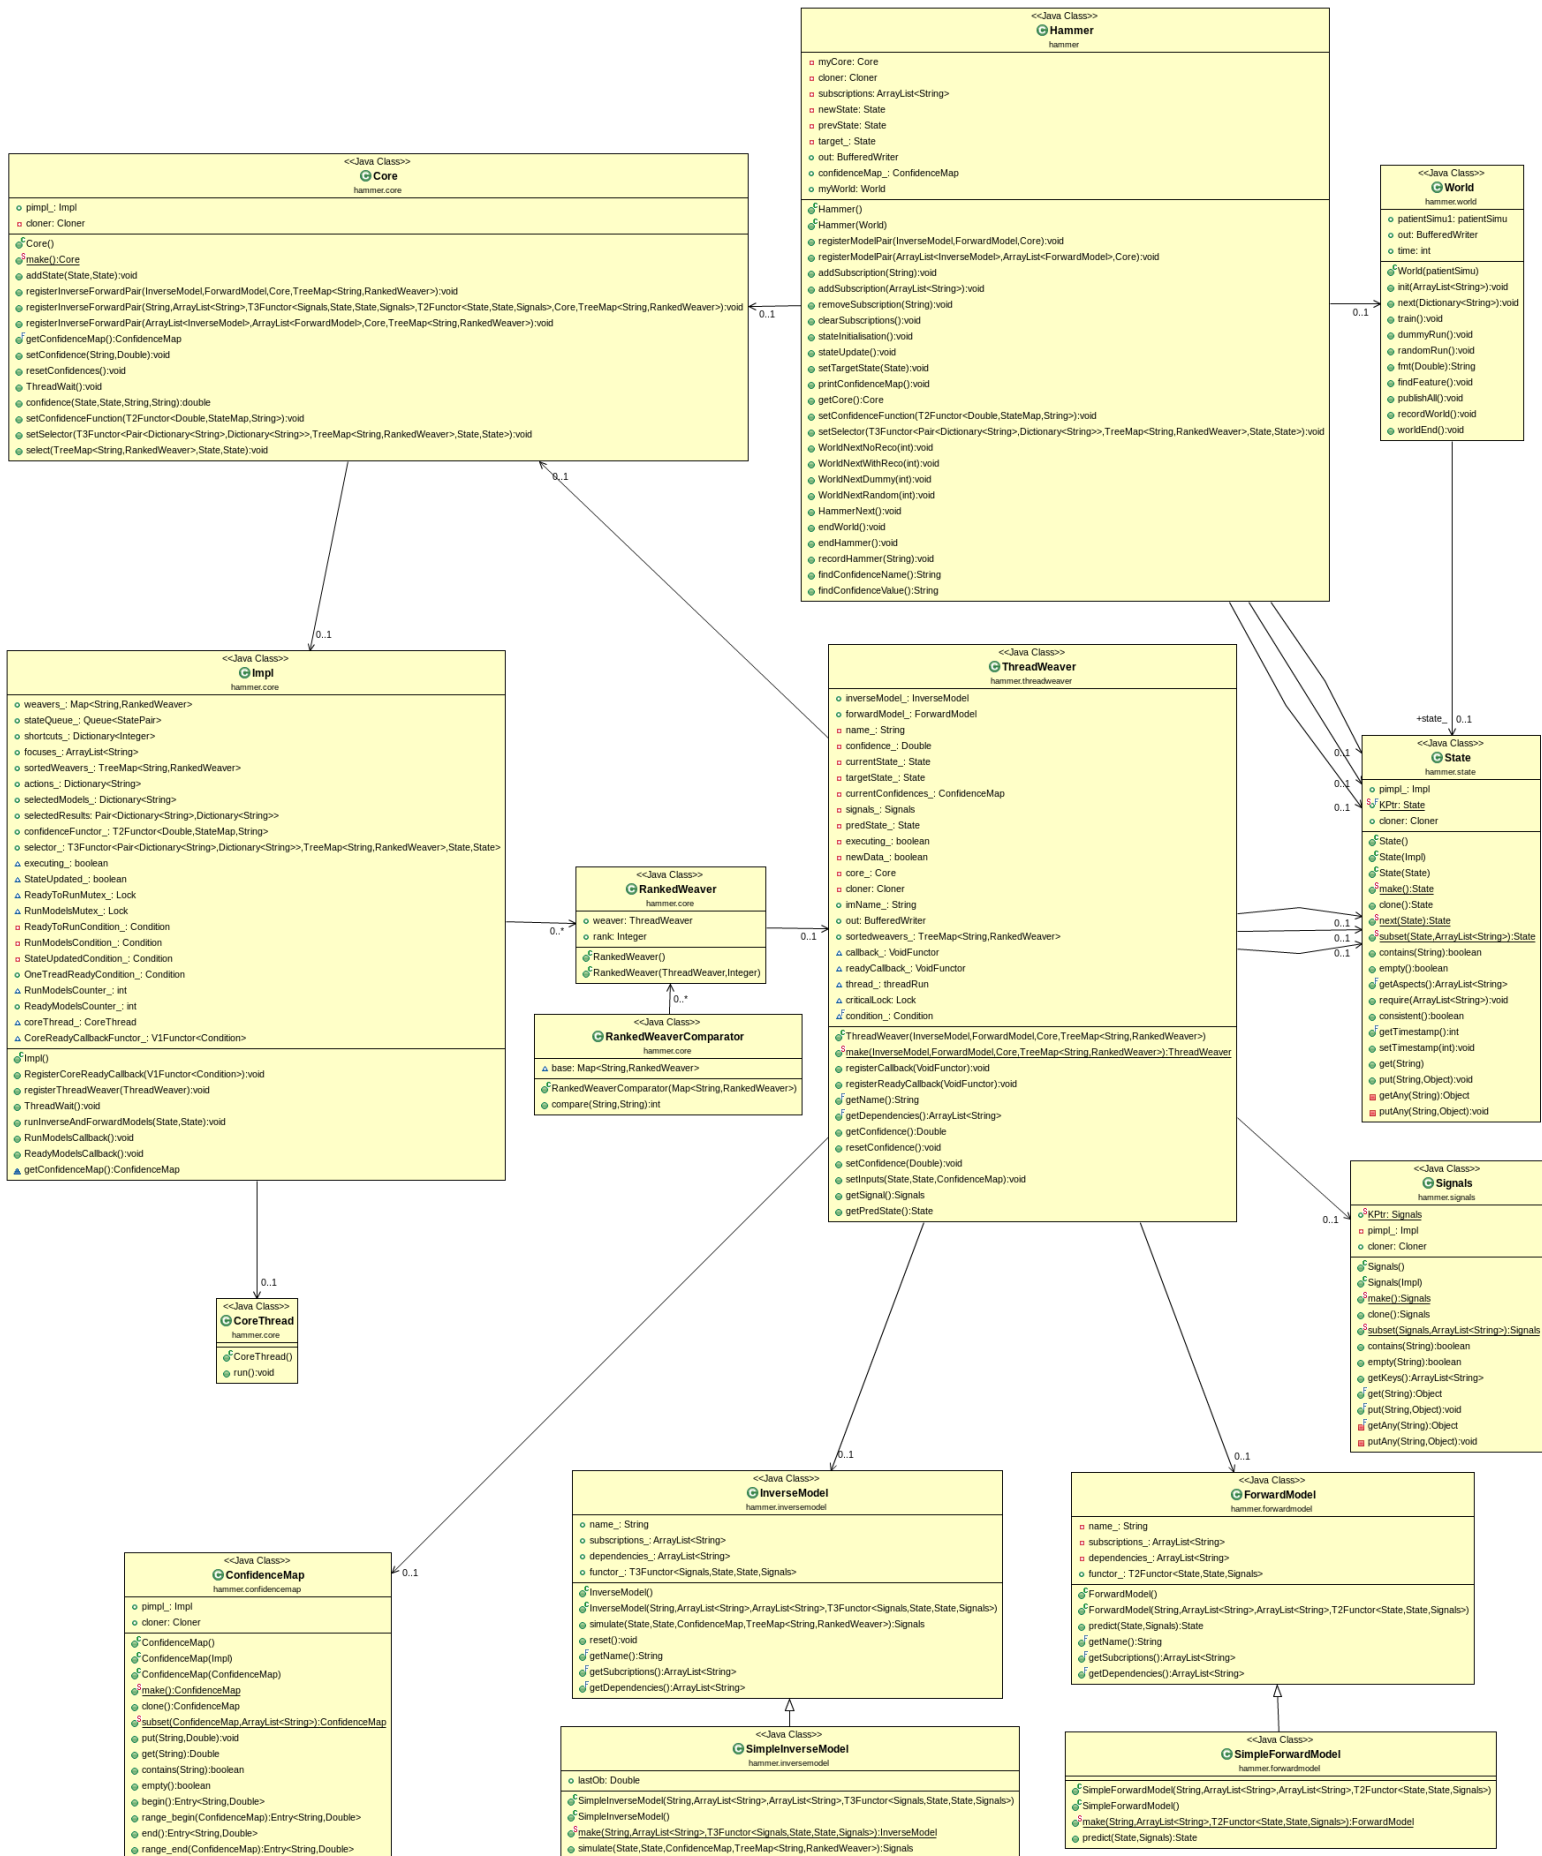 <<Java Class>>
Hammer
hammer
myCore: Core
cloner: Cloner
subscriptions: ArrayList<String>
newState: State
prevState: State
target_: State
out: BufferedWriter
confidenceMap_: ConfidenceMap
myWorld: World
Hammer()
Hammer(World)
registerModelPair(InverseModel,ForwardModel,Core):void
registerModelPair(ArrayList<InverseModel>,ArrayList<ForwardModel>,Core):void
addSubscription(String):void
addSubscription(ArrayList<String>):void
removeSubscription(String):void
clearSubscriptions():void
stateInitialisation():void
stateUpdate():void
setTargetState(State):void
printConfidenceMap():void
getCore():Core
setConfidenceFunction(T2Functor<Double,StateMap,String>):void
setSelector(T3Functor<Pair<Dictionary<String>,Dictionary<String>>,TreeMap<String,RankedWeaver>,State,State>):void
WorldNextNoReco(int):void
WorldNextWithReco(int):void
WorldNextDummy(int):void
WorldNextRandom(int):void
HammerNext():void
endWorld():void
endHammer():void
recordHammer(String):void
findConfidenceName():String
findConfidenceValue():String
<<Java Class>>
Core
hammer.core
pimpl_: Impl
cloner: Cloner
Core()
make():Core
addState(State,State):void
registerInverseForwardPair(InverseModel,ForwardModel,Core,TreeMap<String,RankedWeaver>):void
registerInverseForwardPair(String,ArrayList<String>,T3Functor<Signals,State,State,Signals>,T2Functor<State,State,Signals>,Core,TreeMap<String,RankedWeaver>):void
registerInverseForwardPair(ArrayList<InverseModel>,ArrayList<ForwardModel>,Core,TreeMap<String,RankedWeaver>):void
getConfidenceMap():ConfidenceMap
setConfidence(String,Double):void
resetConfidences():void
ThreadWait():void
confidence(State,State,String,String):double
setConfidenceFunction(T2Functor<Double,StateMap,String>):void
setSelector(T3Functor<Pair<Dictionary<String>,Dictionary<String>>,TreeMap<String,RankedWeaver>,State,State>):void
select(TreeMap<String,RankedWeaver>,State,State):void
0..1
<<Java Class>>
World
hammer.world
patientSimu1: patientSimu
out: BufferedWriter
time: int
World(patientSimu)
init(ArrayList<String>):void
next(Dictionary<String>):void
train():void
dummyRun():void
randomRun():void
fmt(Double):String
findFeature():void
publishAll():void
recordWorld():void
worldEnd():void
0..1
0..1
0..1
<<Java Class>>
Impl
hammer.core
weavers_: Map<String,RankedWeaver>
stateQueue_: Queue<StatePair>
shortcuts_: Dictionary<Integer>
focuses_: ArrayList<String>
sortedWeavers_: TreeMap<String,RankedWeaver>
actions_: Dictionary<String>
selectedModels_: Dictionary<String>
selectedResults: Pair<Dictionary<String>,Dictionary<String>>
confidenceFunctor_: T2Functor<Double,StateMap,String>
selector_: T3Functor<Pair<Dictionary<String>,Dictionary<String>>,TreeMap<String,RankedWeaver>,State,State>
executing_: boolean
StateUpdated_: boolean
ReadyToRunMutex_: Lock
RunModelsMutex_: Lock
ReadyToRunCondition_: Condition
RunModelsCondition_: Condition
StateUpdatedCondition_: Condition
OneTreadReadyCondition_: Condition
RunModelsCounter_: int
ReadyModelsCounter_: int
coreThread_: CoreThread
CoreReadyCallbackFunctor_: V1Functor<Condition>
Impl()
RegisterCoreReadyCallback(V1Functor<Condition>):void
registerThreadWeaver(ThreadWeaver):void
ThreadWait():void
runInverseAndForwardModels(State,State):void
RunModelsCallback():void
ReadyModelsCallback():void
getConfidenceMap():ConfidenceMap
0..*
<<Java Class>>
RankedWeaver
hammer.core
weaver: ThreadWeaver
rank: Integer
RankedWeaver()
RankedWeaver(ThreadWeaver,Integer)
0..1
0..*
<<Java Class>>
RankedWeaverComparator
hammer.core
base: Map<String,RankedWeaver>
RankedWeaverComparator(Map<String,RankedWeaver>)
compare(String,String):int
<<Java Class>>
ThreadWeaver
hammer.threadweaver
inverseModel_: InverseModel
forwardModel_: ForwardModel
name_: String
confidence_: Double
currentState_: State
targetState_: State
currentConfidences_: ConfidenceMap
signals_: Signals
predState_: State
executing_: boolean
newData_: boolean
core_: Core
cloner: Cloner
imName_: String
out: BufferedWriter
sortedweavers_: TreeMap<String,RankedWeaver>
callback_: VoidFunctor
readyCallback_: VoidFunctor
thread_: threadRun
criticalLock: Lock
condition_: Condition
ThreadWeaver(InverseModel,ForwardModel,Core,TreeMap<String,RankedWeaver>)
make(InverseModel,ForwardModel,Core,TreeMap<String,RankedWeaver>):ThreadWeaver
registerCallback(VoidFunctor):void
registerReadyCallback(VoidFunctor):void
getName():String
getDependencies():ArrayList<String>
getConfidence():Double
resetConfidence():void
setConfidence(Double):void
setInputs(State,State,ConfidenceMap):void
getSignal():Signals
getPredState():State
+state_
0..1
0..1
0..1
0..1
<<Java Class>>
State
hammer.state
pimpl_: Impl
KPtr: State
cloner: Cloner
State()
State(Impl)
State(State)
make():State
clone():State
next(State):State
subset(State,ArrayList<String>):State
contains(String):boolean
empty():boolean
getAspects():ArrayList<String>
require(ArrayList<String>):void
consistent():boolean
getTimestamp():int
setTimestamp(int):void
get(String)
put(String,Object):void
getAny(String):Object
putAny(String,Object):void
0..1
0..1
0..1
0..1
<<Java Class>>
Signals
hammer.signals
KPtr: Signals
pimpl_: Impl
cloner: Cloner
Signals()
Signals(Impl)
make():Signals
clone():Signals
subset(Signals,ArrayList<String>):Signals
contains(String):boolean
empty(String):boolean
getKeys():ArrayList<String>
get(String):Object
put(String,Object):void
getAny(String):Object
putAny(String,Object):void
0..1
<<Java Class>>
CoreThread
hammer.core
CoreThread()
run():void
0..1
<<Java Class>>
ConfidenceMap
hammer.confidencemap
pimpl_: Impl
cloner: Cloner
ConfidenceMap()
ConfidenceMap(Impl)
ConfidenceMap(ConfidenceMap)
make():ConfidenceMap
clone():ConfidenceMap
subset(ConfidenceMap,ArrayList<String>):ConfidenceMap
put(String,Double):void
get(String):Double
contains(String):boolean
empty():boolean
begin():Entry<String,Double>
range_begin(ConfidenceMap):Entry<String,Double>
end():Entry<String,Double>
range_end(ConfidenceMap):Entry<String,Double>
0..1
<<Java Class>>
InverseModel
hammer.inversemodel
name_: String
subscriptions_: ArrayList<String>
dependencies_: ArrayList<String>
functor_: T3Functor<Signals,State,State,Signals>
InverseModel()
InverseModel(String,ArrayList<String>,ArrayList<String>,T3Functor<Signals,State,State,Signals>)
simulate(State,State,ConfidenceMap,TreeMap<String,RankedWeaver>):Signals
reset():void
getName():String
getSubcriptions():ArrayList<String>
getDependencies():ArrayList<String>
<<Java Class>>
SimpleInverseModel
hammer.inversemodel
lastOb: Double
SimpleInverseModel(String,ArrayList<String>,ArrayList<String>,T3Functor<Signals,State,State,Signals>)
SimpleInverseModel()
make(String,ArrayList<String>,T3Functor<Signals,State,State,Signals>):InverseModel
simulate(State,State,ConfidenceMap,TreeMap<String,RankedWeaver>):Signals
0..1
<<Java Class>>
ForwardModel
hammer.forwardmodel
name_: String
subscriptions_: ArrayList<String>
dependencies_: ArrayList<String>
functor_: T2Functor<State,State,Signals>
ForwardModel()
ForwardModel(String,ArrayList<String>,ArrayList<String>,T2Functor<State,State,Signals>)
predict(State,Signals):State
getName():String
getSubcriptions():ArrayList<String>
getDependencies():ArrayList<String>
<<Java Class>>
SimpleForwardModel
hammer.forwardmodel
SimpleForwardModel(String,ArrayList<String>,ArrayList<String>,T2Functor<State,State,Signals>)
SimpleForwardModel()
make(String,ArrayList<String>,T2Functor<State,State,Signals>):ForwardModel
predict(State,Signals):State